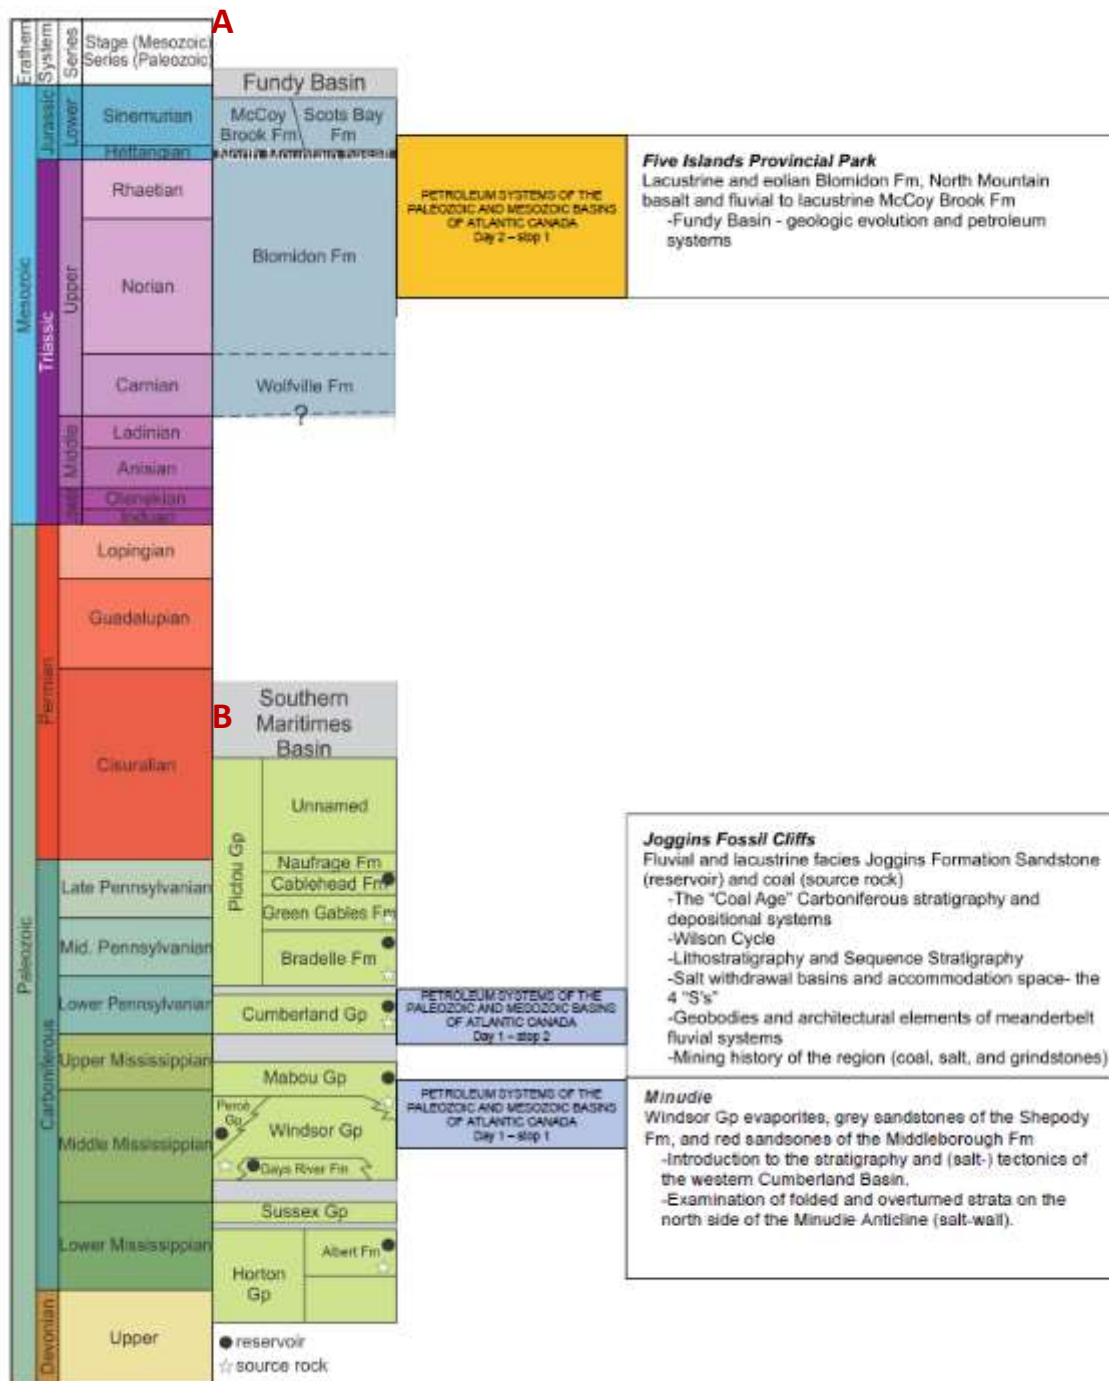 A
Erathem
System
Series
Stage (Mesozoic)
Series (Paleozoic)
Fundy Basin
Mesozoic
Jurassic
Lower
Sinemurian
Hettangian
McCoy
Brook Fm
Scots Bay
Fm
North Mountain basalt
Triassic
Upper
Rhaetian
Norian
Carnian
Blomidon Fm
Wolfville Fm
?
Middle
Ladinian
Anisian
Olenekian
Induan
PETROLEUM SYSTEMS OF THE
PALEOZOIC AND MESOZOIC BASINS
OF ATLANTIC CANADA
Day 2 – stop 1
Five Islands Provincial Park
Lacustrine and eolian Blomidon Fm, North Mountain
basalt and fluvial to lacustrine McCoy Brook Fm
-Fundy Basin - geologic evolution and petroleum
systems
Paleozoic
Permian
Lopingian
Guadalupian
Cisuralian
B
Southern
Maritimes
Basin
Pictou Gp
Unnamed
Naufrage Fm
Cablehead Fm
Green Gables Fm
Bradelle Fm
Carboniferous
Late Pennsylvanian
Mid. Pennsylvanian
Lower Pennsylvanian
Upper Mississippian
Middle Mississippian
Lower Mississippian
Cumberland Gp
Mabou Gp
Percé
Gp
Windsor Gp
Gays River Fm
Sussex Gp
Horton
Gp
Albert Fm
Devonian
Upper
reservoir
source rock
PETROLEUM SYSTEMS OF THE
PALEOZOIC AND MESOZOIC BASINS
OF ATLANTIC CANADA
Day 1 – stop 2
PETROLEUM SYSTEMS OF THE
PALEOZOIC AND MESOZOIC BASINS
OF ATLANTIC CANADA
Day 1 – stop 1
Joggins Fossil Cliffs
Fluvial and lacustrine facies Joggins Formation Sandstone
(reservoir) and coal (source rock)
-The "Coal Age" Carboniferous stratigraphy and
depositional systems
-Wilson Cycle
-Lithostratigraphy and Sequence Stratigraphy
-Salt withdrawal basins and accommodation space- the
4 "S's"
-Geobodies and architectural elements of meanderbelt
fluvial systems
-Mining history of the region (coal, salt, and grindstones)
Minudie
Windsor Gp evaporites, grey sandstones of the Shepody
Fm, and red sandsones of the Middleborough Fm
-Introduction to the stratigraphy and (salt-) tectonics of
the western Cumberland Basin.
-Examination of folded and overturned strata on the
north side of the Minudie Anticline (salt-wall).